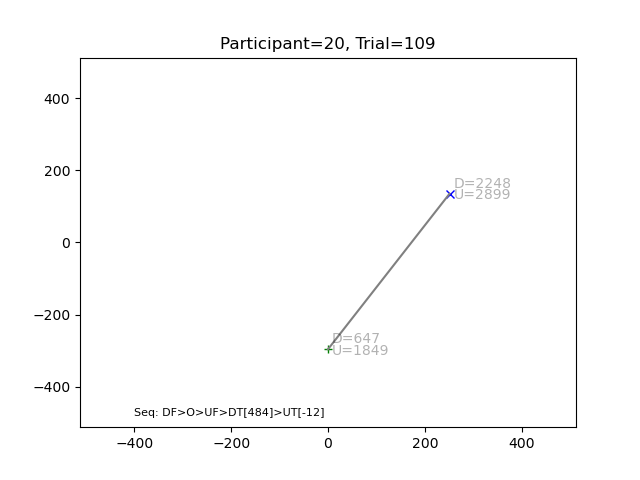 Participant=20, Trial=109
400
200
0
−200
−400
D=2248
U=2899
D=647
U=1849
Seq: DF>O>UF>DT[484]>UT[-12]
−400
−200
0
200
400